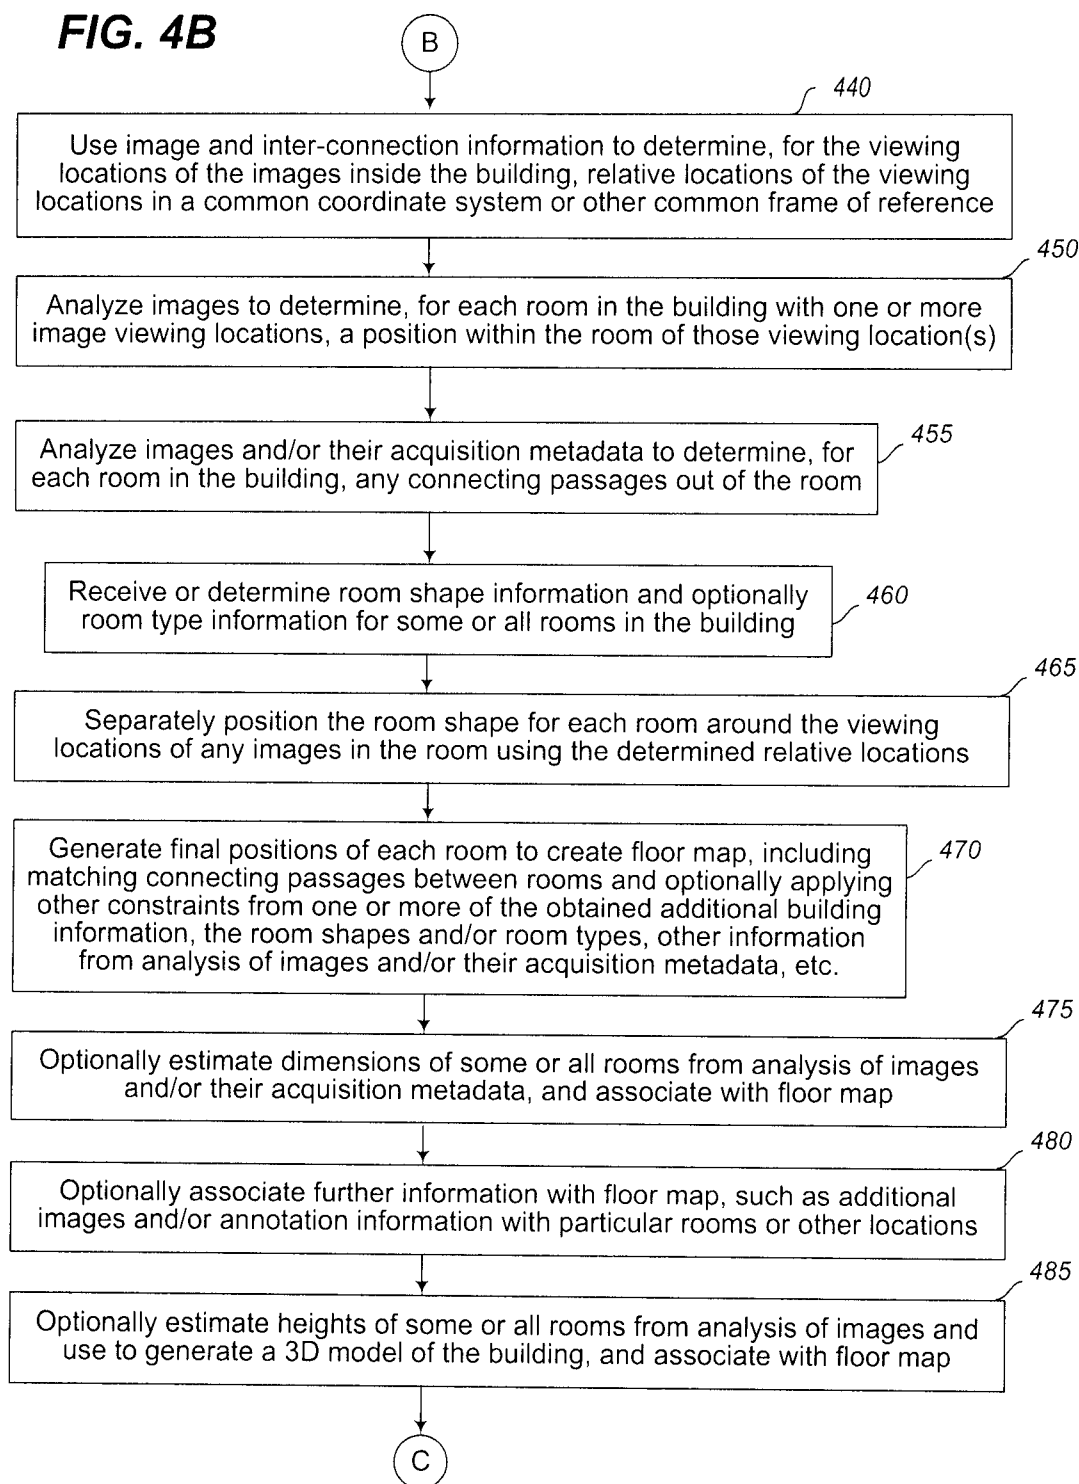 FIG. 4B
B
440
Use image and inter-connection information to determine, for the viewing
locations of the images inside the building, relative locations of the viewing
locations in a common coordinate system or other common frame of reference
450
Analyze images to determine, for each room in the building with one or more
image viewing locations, a position within the room of those viewing location(s)
455
Analyze images and/or their acquisition metadata to determine, for
each room in the building, any connecting passages out of the room
460
Receive or determine room shape information and optionally
room type information for some or all rooms in the building
465
Separately position the room shape for each room around the viewing
locations of any images in the room using the determined relative locations
470
Generate final positions of each room to create floor map, including
matching connecting passages between rooms and optionally applying
other constraints from one or more of the obtained additional building
information, the room shapes and/or room types, other information
from analysis of images and/or their acquisition metadata, etc.
475
Optionally estimate dimensions of some or all rooms from analysis of images
and/or their acquisition metadata, and associate with floor map
480
Optionally associate further information with floor map, such as additional
images and/or annotation information with particular rooms or other locations
485
Optionally estimate heights of some or all rooms from analysis of images and
use to generate a 3D model of the building, and associate with floor map
C